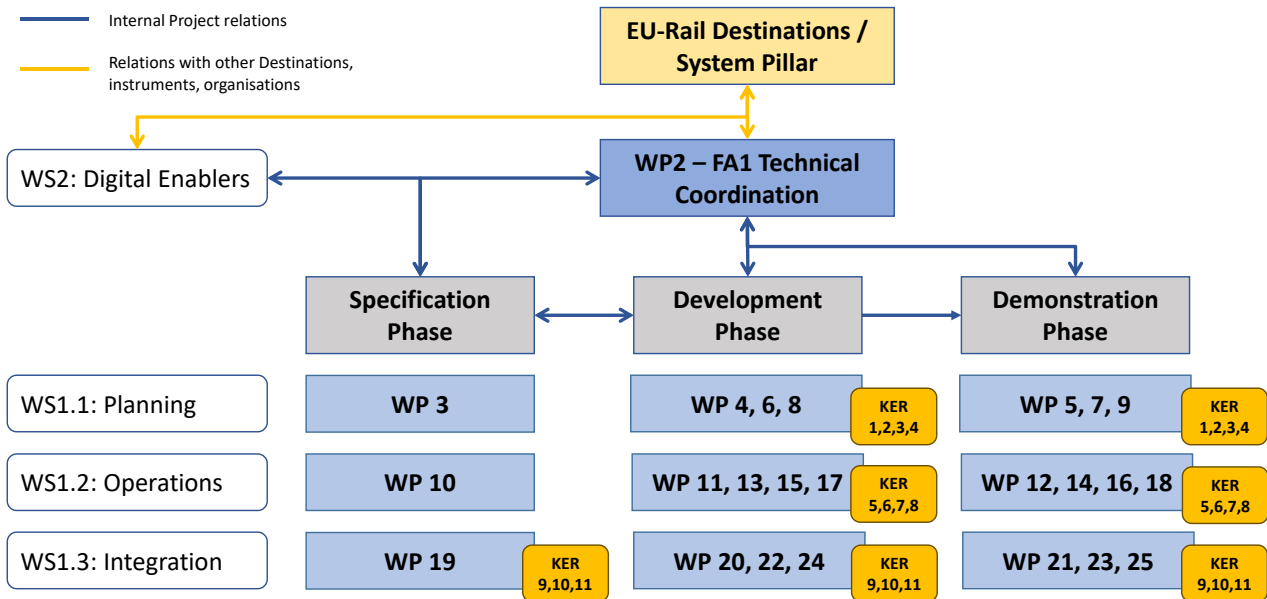 Internal Project relations
Relations with other Destinations,
instruments, organisations
EU-Rail Destinations /
System Pillar
WS2: Digital Enablers
WP2 – FA1 Technical
Coordination
Specification
Phase
Development
Phase
Demonstration
Phase
WS1.1: Planning
WP 3
WP 4, 6, 8
KER
1,2,3,4
WP 5, 7, 9
KER
1,2,3,4
WS1.2: Operations
WP 10
WP 11, 13, 15, 17
KER
5,6,7,8
WP 12, 14, 16, 18
KER
5,6,7,8
WS1.3: Integration
WP 19
KER
9,10,11
WP 20, 22, 24
KER
9,10,11
WP 21, 23, 25
KER
9,10,11